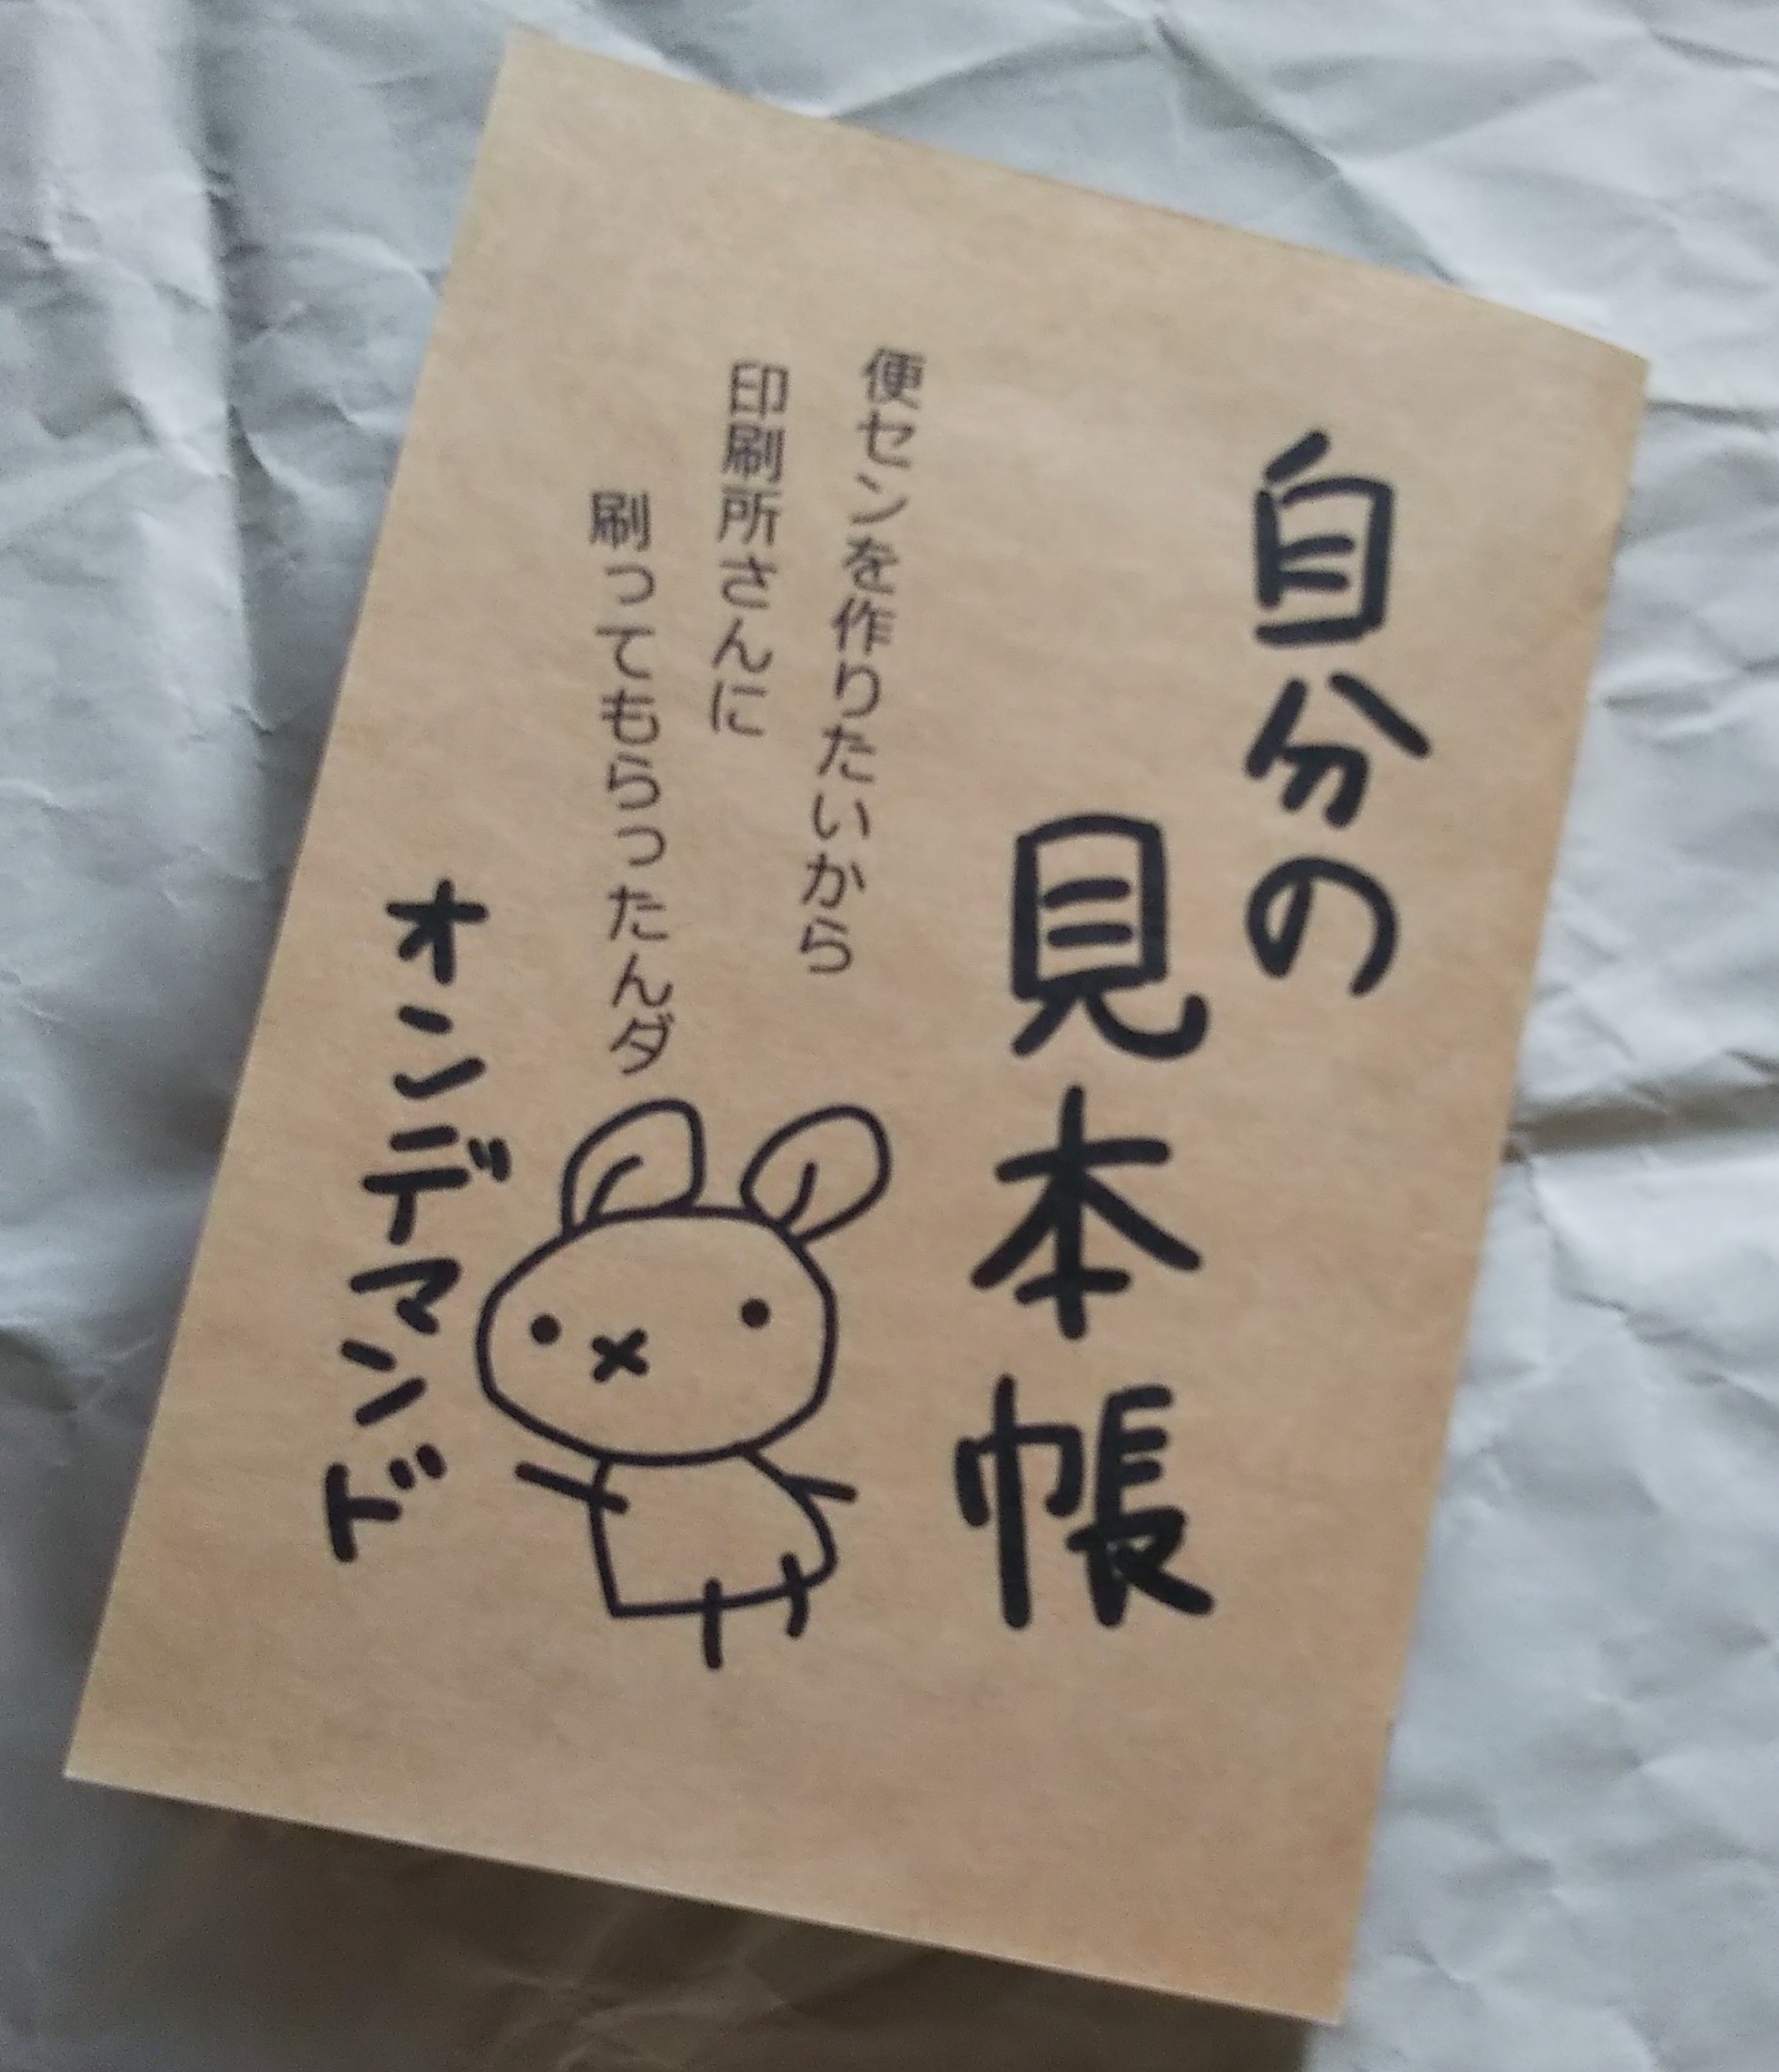 自分の
見本帳
便センを作りたいから
印刷所さんに
刷ってもらったんダ
オンデマンド